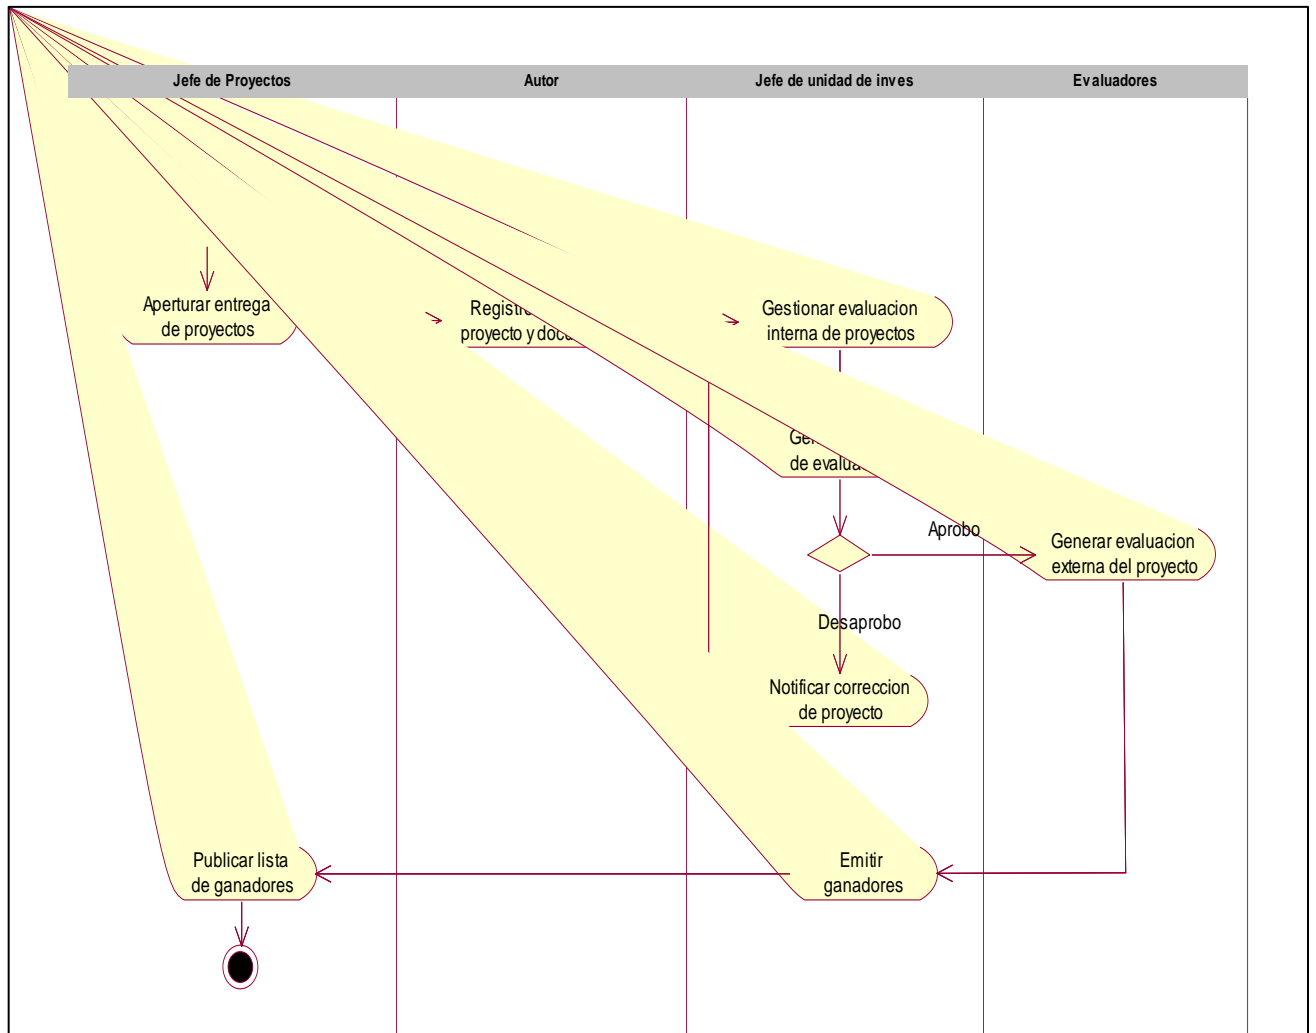 Jefe de Proyectos
Autor
Jefe de unidad de inves
Evaluadores
Aperturar entrega
de proyectos
proyecto y
Gestionar evaluacion
interna de proyectos
de
Aprobo
Generar evaluacion
externa del proyecto
Desaprobo
Notificar correccion
de proyecto
Publicar lista
de ganadores
Emitir
ganadores